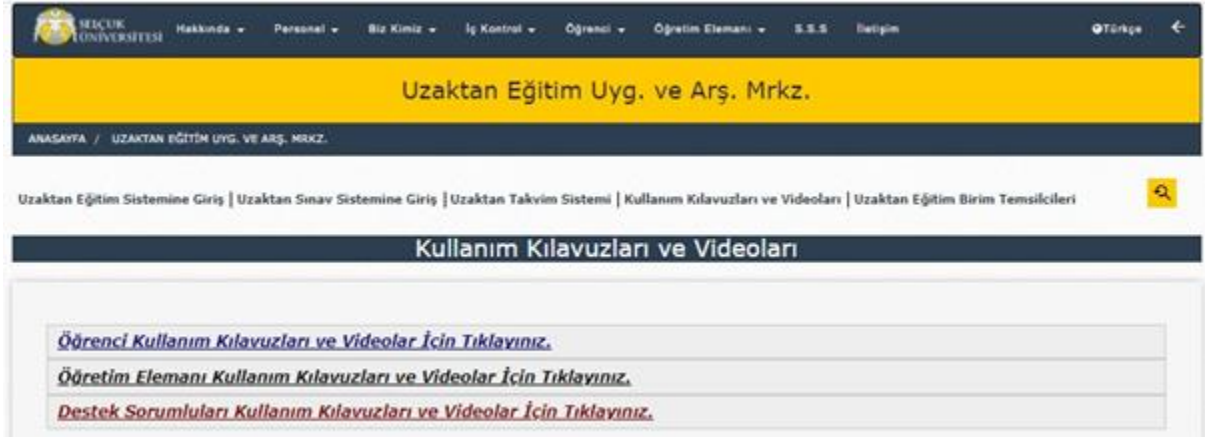 SELÇUK
ÜNİVERSİTESİ
Hakkında Personel Biz Kimiz İç Kontrol Öğrenci Öğretim Elemanı S.S.S İletişim Türkçe
Uzaktan Eğitim Uyg. ve Arş. Mrkz.
ANASAYFA / UZAKTAN EĞİTİM UYG. VE ARŞ. MRKZ.
Uzaktan Eğitim Sistemine Giriş | Uzaktan Sınav Sistemine Giriş | Uzaktan Takvim Sistemi | Kullanım Kılavuzları ve Videoları | Uzaktan Eğitim Birim Temsilcileri
Kullanım Kılavuzları ve Videoları
Öğrenci Kullanım Kılavuzları ve Videolar İçin Tıklayınız.
Öğretim Elemanı Kullanım Kılavuzları ve Videolar İçin Tıklayınız.
Destek Sorumluları Kullanım Kılavuzları ve Videolar İçin Tıklayınız.